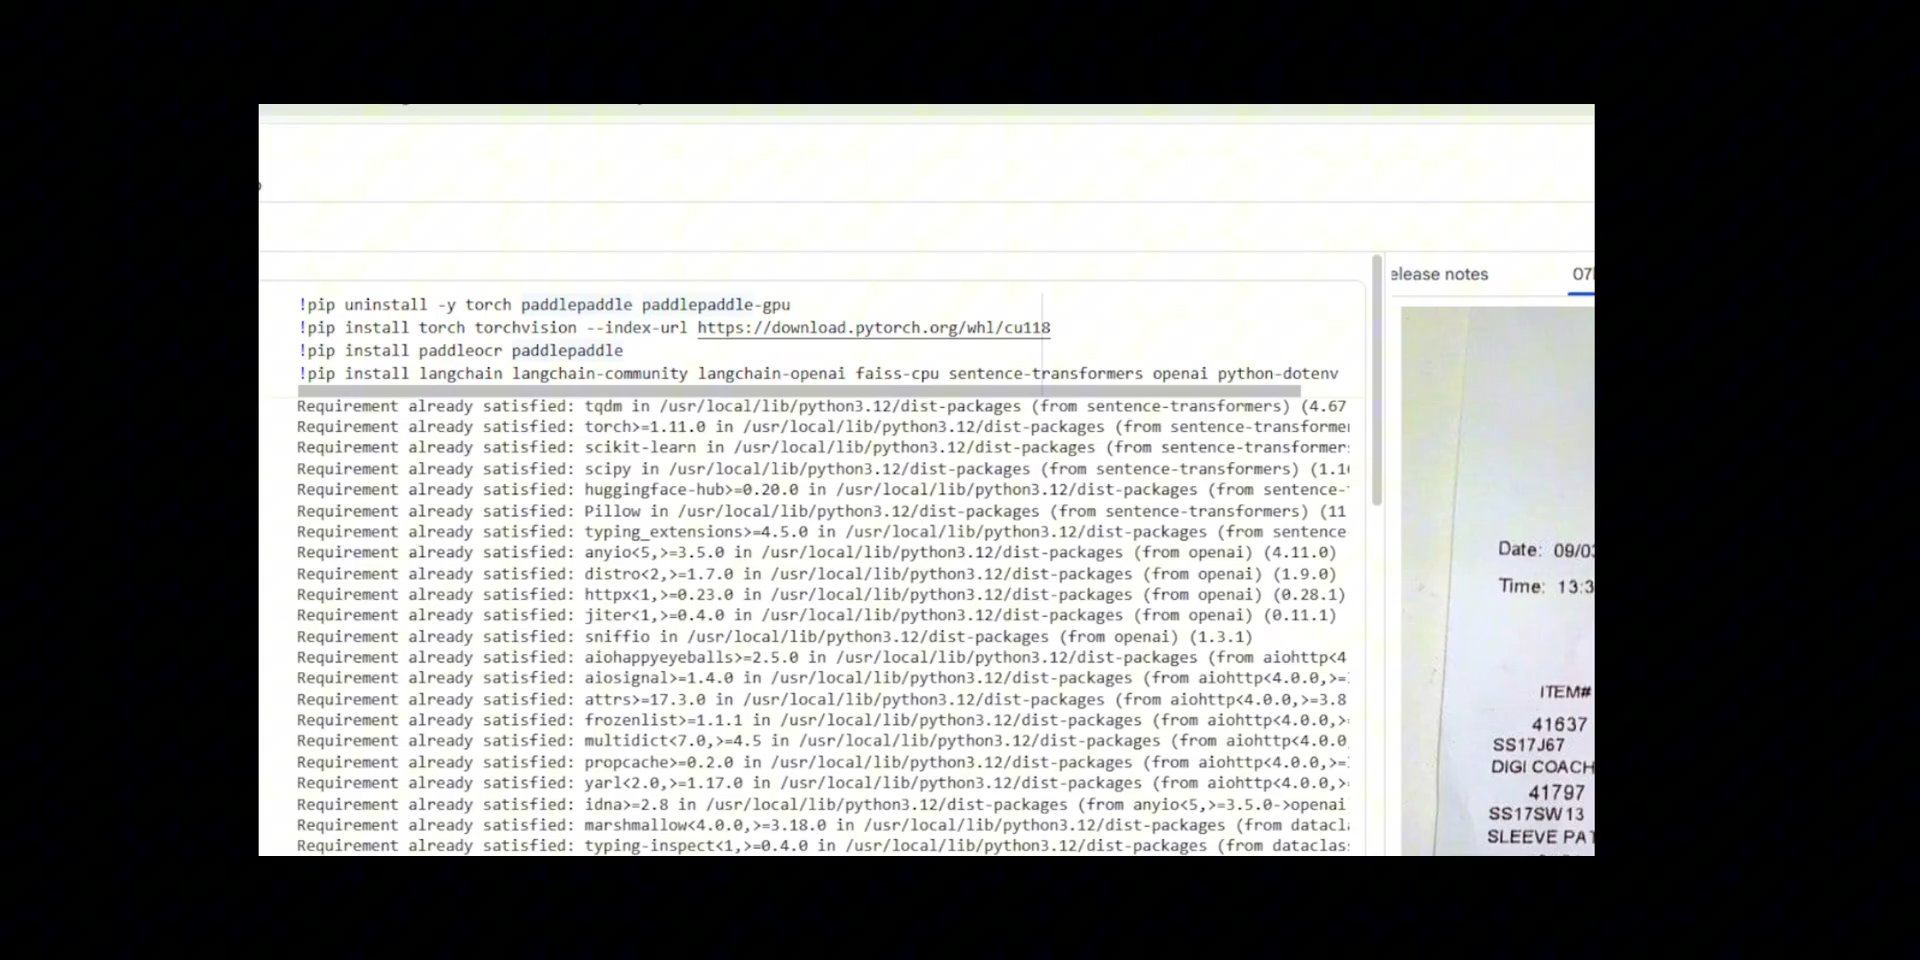 elease notes
!pip uninstall -y torch paddlepaddle paddlepaddle-gpu
!pip install torch torchvision --index-url https://download.pytorch.org/whl/cu118
!pip install paddleocr paddlepaddle
!pip install langchain langchain-community langchain-openai faiss-cpu sentence-transformers openai python-dotenv
Requirement already satisfied: tqdm in /usr/local/lib/python3.12/dist-packages (from sentence-transformers) (4.67
Requirement already satisfied: torch>=1.11.0 in /usr/local/lib/python3.12/dist-packages (from sentence-transformer
Requirement already satisfied: scikit-learn in /usr/local/lib/python3.12/dist-packages (from sentence-transformer
Requirement already satisfied: scipy in /usr/local/lib/python3.12/dist-packages (from sentence-transformers) (1.1
Requirement already satisfied: huggingface-hub>=0.20.0 in /usr/local/lib/python3.12/dist-packages (from sentence-
Requirement already satisfied: Pillow in /usr/local/lib/python3.12/dist-packages (from sentence-transformers) (11
Requirement already satisfied: typing_extensions>=4.5.0 in /usr/local/lib/python3.12/dist-packages (from sentence
Requirement already satisfied: anyio<5,>=3.5.0 in /usr/local/lib/python3.12/dist-packages (from openai) (4.11.0)
Requirement already satisfied: distro<2,>=1.7.0 in /usr/local/lib/python3.12/dist-packages (from openai) (1.9.0)
Requirement already satisfied: httpx<1,>=0.23.0 in /usr/local/lib/python3.12/dist-packages (from openai) (0.28.1)
Requirement already satisfied: jiter<1,>=0.4.0 in /usr/local/lib/python3.12/dist-packages (from openai) (0.11.1)
Requirement already satisfied: sniffio in /usr/local/lib/python3.12/dist-packages (from openai) (1.3.1)
Requirement already satisfied: aiohappyeyeballs>=2.5.0 in /usr/local/lib/python3.12/dist-packages (from aiohttp<4
Requirement already satisfied: aiosignal>=1.4.0 in /usr/local/lib/python3.12/dist-packages (from aiohttp<4.0.0,>=
Requirement already satisfied: attrs>=17.3.0 in /usr/local/lib/python3.12/dist-packages (from aiohttp<4.0.0,>=3.8
Requirement already satisfied: frozenlist>=1.1.1 in /usr/local/lib/python3.12/dist-packages (from aiohttp<4.0.0,>
Requirement already satisfied: multidict<7.0,>=4.5 in /usr/local/lib/python3.12/dist-packages (from aiohttp<4.0.0
Requirement already satisfied: propcache>=0.2.0 in /usr/local/lib/python3.12/dist-packages (from aiohttp<4.0.0,>=
Requirement already satisfied: yarl<2.0,>=1.17.0 in /usr/local/lib/python3.12/dist-packages (from aiohttp<4.0.0,>
Requirement already satisfied: idna>=2.8 in /usr/local/lib/python3.12/dist-packages (from anyio<5,>=3.5.0->openai
Requirement already satisfied: marshmallow<4.0.0,>=3.18.0 in /usr/local/lib/python3.12/dist-packages (from datacl
Requirement already satisfied: typing-inspect<1,>=0.4.0 in /usr/local/lib/python3.12/dist-packages (from dataclas
Date: 09/0
Time: 13:3
ITEM#
41637
SS17J67
DIGI COACH
41797
SS17SW13
SLEEVE PA